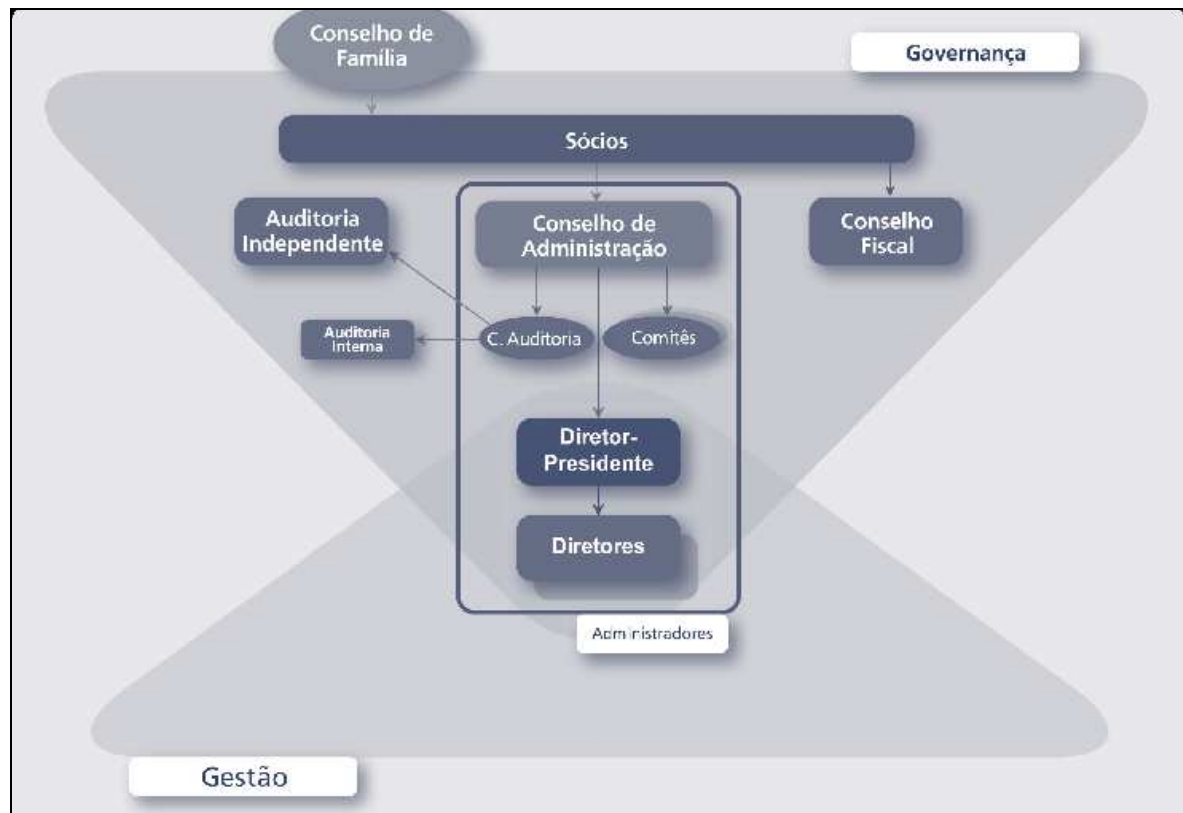 Conselho de
Família
Governança
Sócios
Auditoria
Independente
Conselho de
Administração
Conselho
Fiscal
Auditoria
Interna
C. Auditoria
Comitês
Diretor-
Presidente
Diretores
Administradores
Gestão